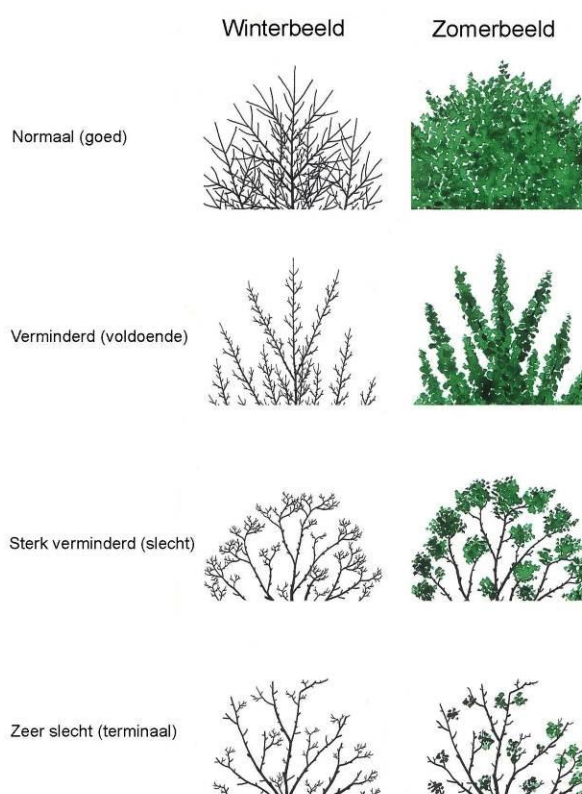 Winterbeeld Zomerbeeld
Normaal (goed)
Verminderd (voldoende)
Sterk verminderd (slecht)
Zeer slecht (terminaal)